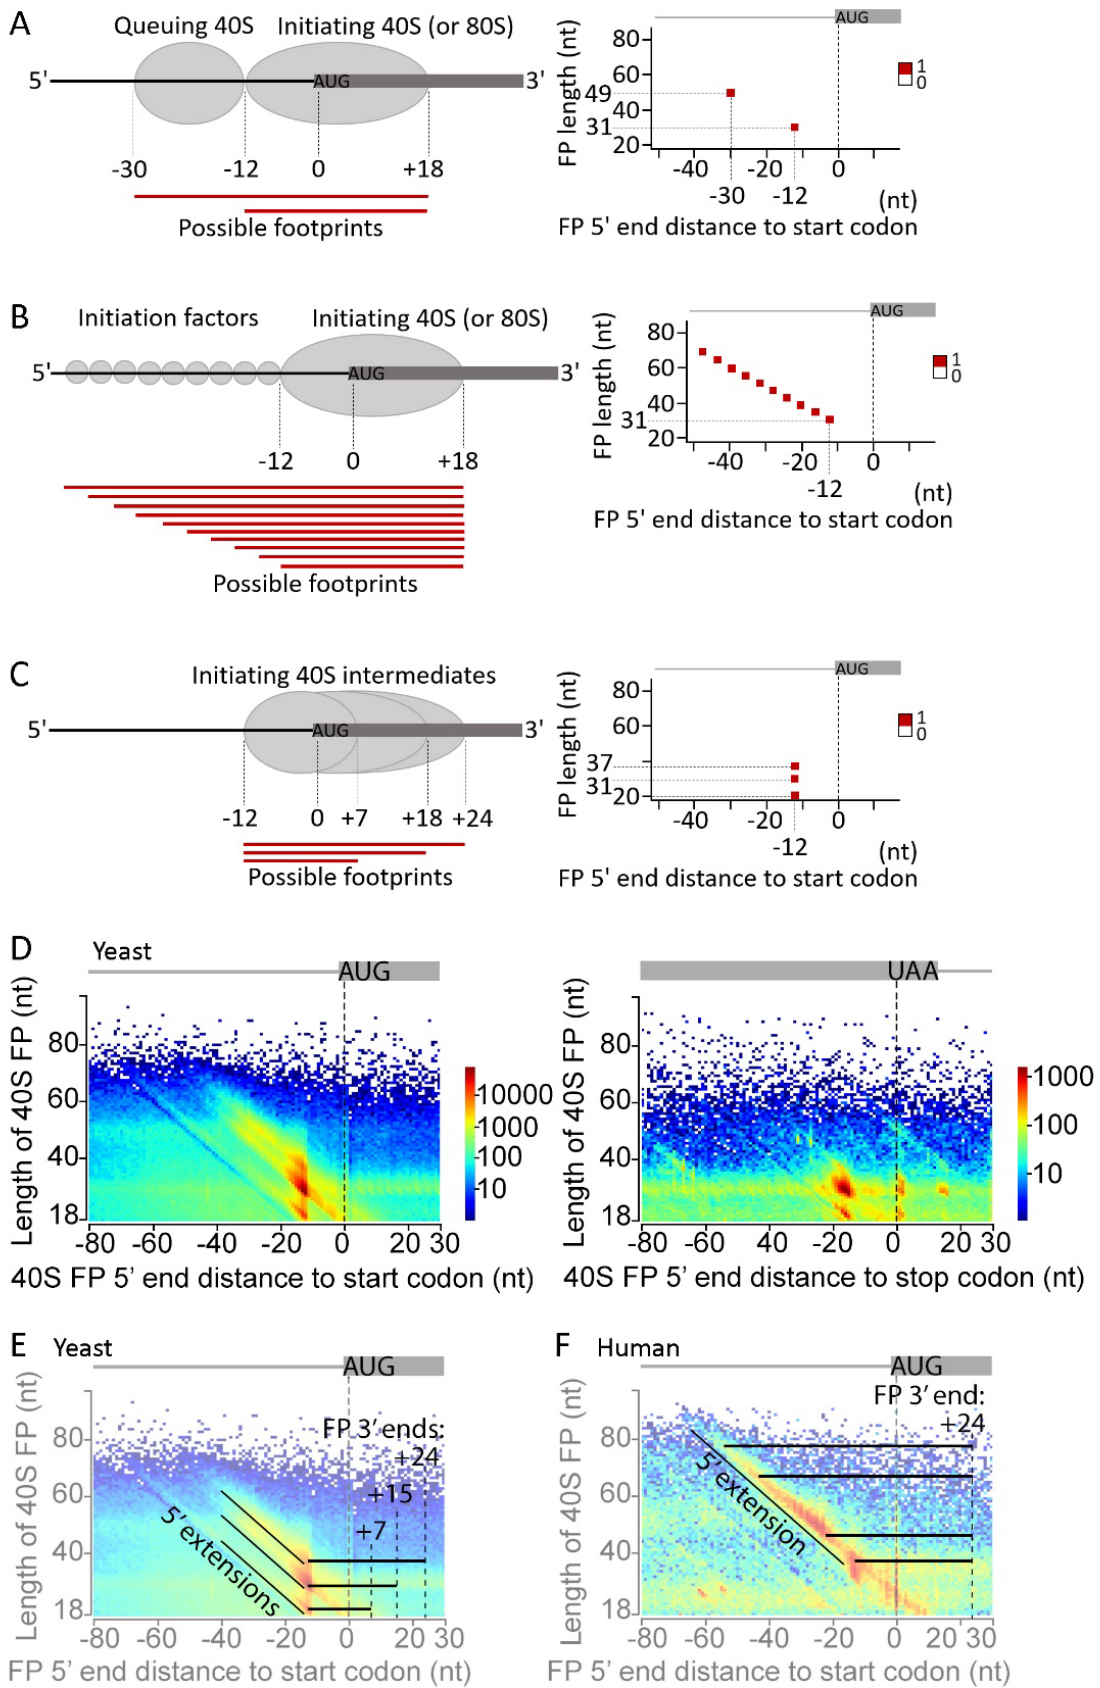 A
Queuing 40S
Initiating 40S (or 80S)
5'
AUG
3'
-30
-12
0
+18
Possible footprints
AUG
FP length (nt)
80
60
49
40
31
20
1
0
-40
-20
0
-30
-12
(nt)
FP 5' end distance to start codon
B
Initiation factors
Initiating 40S (or 80S)
5'
AUG
3'
-12
0
+18
Possible footprints
AUG
FP length (nt)
80
60
40
31
20
1
0
-40
-20
0
-12
(nt)
FP 5' end distance to start codon
C
Initiating 40S intermediates
5'
AUG
3'
-12
0
+7
+18
+24
Possible footprints
AUG
FP length (nt)
80
60
37
31
20
1
0
-40
-20
0
-12
(nt)
FP 5' end distance to start codon
D
Yeast
AUG
Length of 40S FP (nt)
80
60
40
18
10000
1000
100
10
-80
-60
-40
-20
0
20
30
40S FP 5’ end distance to start codon (nt)
UAA
Length of 40S FP (nt)
80
60
40
18
1000
100
10
-80
-60
-40
-20
0
20
30
40S FP 5’ end distance to stop codon (nt)
E
Yeast
AUG
Length of 40S FP (nt)
80
60
40
18
FP 3’ ends:
+24
+15
+7
5’ extensions
-80
-60
-40
-20
0
20
30
FP 5’ end distance to start codon (nt)
F
Human
AUG
Length of 40S FP (nt)
80
60
40
18
FP 3’ end:
+24
5’ extension
-80
-60
-40
-20
0
20
30
FP 5’ end distance to start codon (nt)